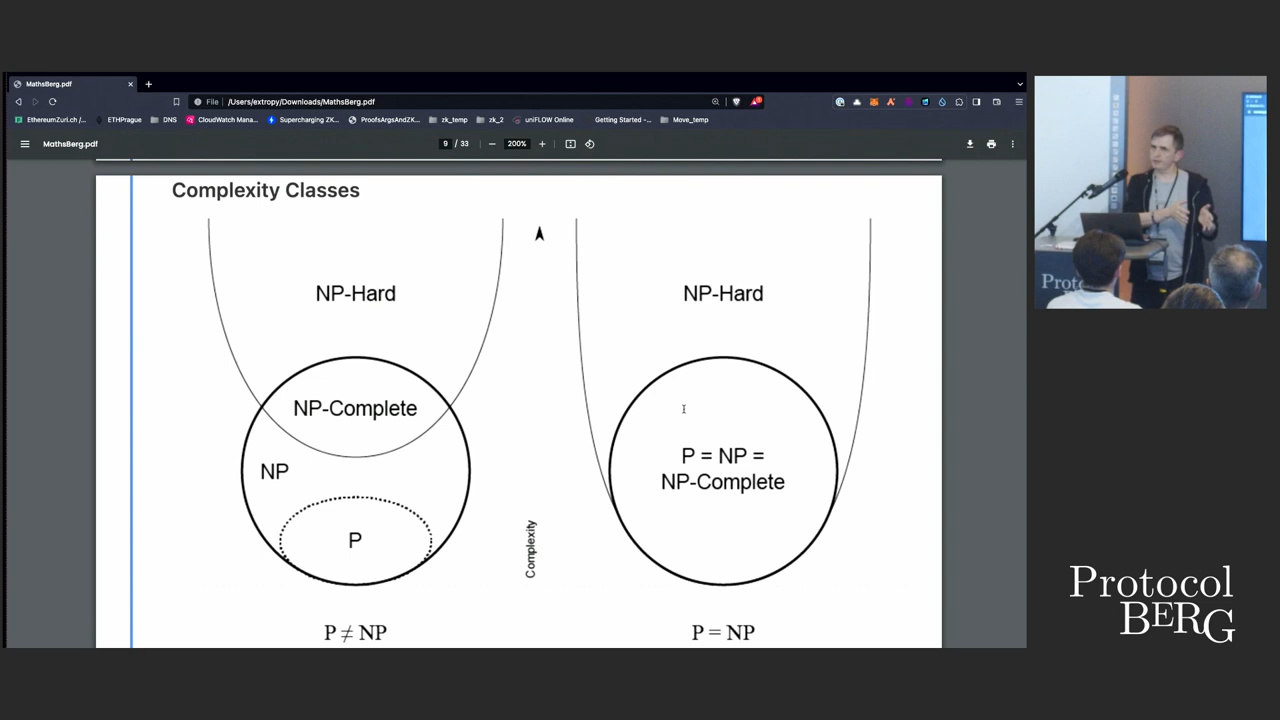 MathsBerg.pdf
File
/Users/extropy/Downloads/MathsBerg.pdf
EthereumZuri.ch /...
ETHPrague
DNS
CloudWatch Mana...
Supercharging ZK...
ProofsArgsAndZK...
zk_temp
zk_2
uniFLOW Online
Getting Started -...
Move_temp
MathsBerg.pdf
9 / 33
200%
Complexity Classes
NP-Hard
NP-Complete
NP
P
P ≠ NP
Complexity
NP-Hard
P = NP =
NP-Complete
P = NP
Protocol
BERG